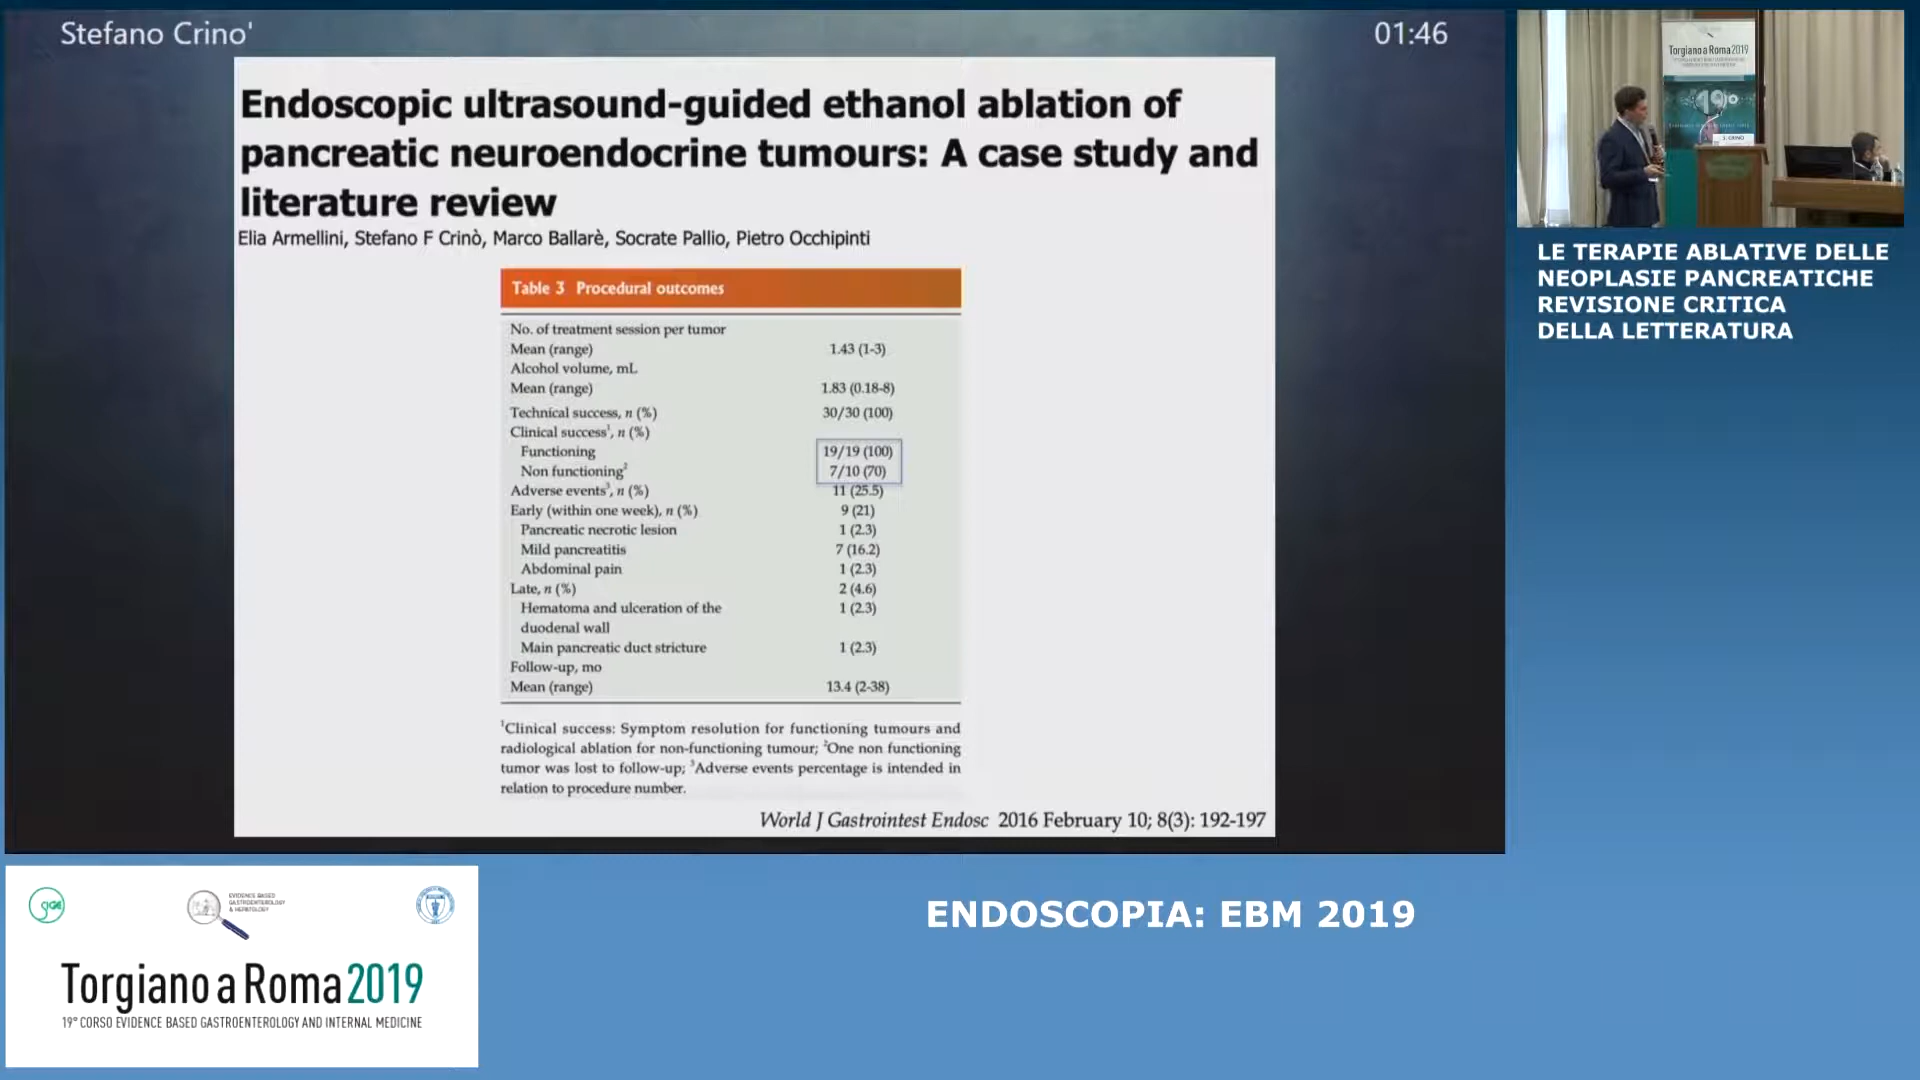 Stefano Crino'
01:46
Endoscopic ultrasound-guided ethanol ablation of
pancreatic neuroendocrine tumours: A case study and
literature review
Elia Armellini, Stefano F Crinò, Marco Ballarè, Socrate Pallio, Pietro Occhipinti
Table 3 Procedural outcomes
No. of treatment session per tumor
Mean (range) 1.43 (1-3)
Alcohol volume, mL
Mean (range) 1.83 (0.18-8)
Technical success, n (%) 30/30 (100)
Clinical success¹, n (%)
Functioning 19/19 (100)
Non functioning² 7/10 (70)
Adverse events³, n (%) 11 (25.5)
Early (within one week), n (%) 9 (21)
Pancreatic necrotic lesion 1 (2.3)
Mild pancreatitis 7 (16.2)
Abdominal pain 1 (2.3)
Late, n (%) 2 (4.6)
Hematoma and ulceration of the 1 (2.3)
duodenal wall
Main pancreatic duct stricture 1 (2.3)
Follow-up, mo
Mean (range) 13.4 (2-38)
¹Clinical success: Symptom resolution for functioning tumours and
radiological ablation for non-functioning tumour; ²One non functioning
tumor was lost to follow-up; ³Adverse events percentage is intended in
relation to procedure number.
World J Gastrointest Endosc 2016 February 10; 8(3): 192-197
Torgiano a Roma 2019
19°
S. CRINO
LE TERAPIE ABLATIVE DELLE
NEOPLASIE PANCREATICHE
REVISIONE CRITICA
DELLA LETTERATURA
EVIDENCE BASED
GASTROENTEROLOGY
& HEPATOLOGY
Torgiano a Roma 2019
19° CORSO EVIDENCE BASED GASTROENTEROLOGY AND INTERNAL MEDICINE
ENDOSCOPIA: EBM 2019